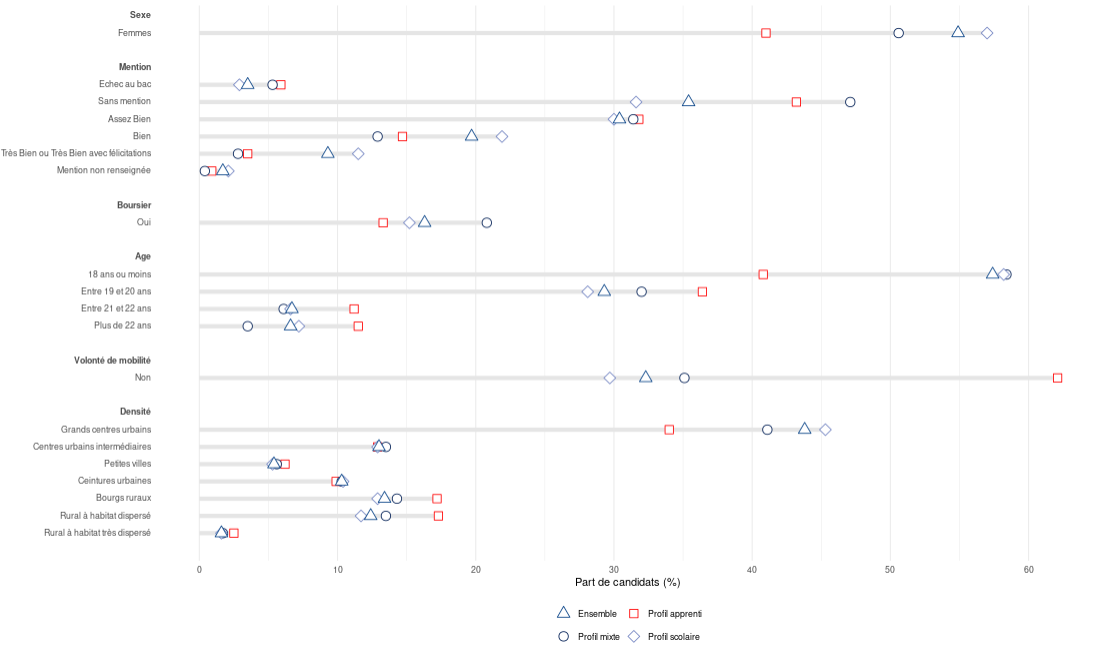 Sexe
Femmes
Mention
Echec au bac
Sans mention
Assez Bien
Bien
Très Bien ou Très Bien avec félicitations
Mention non renseignée
Boursier
Oui
Age
18 ans ou moins
Entre 19 et 20 ans
Entre 21 et 22 ans
Plus de 22 ans
Volonté de mobilité
Non
Densité
Grands centres urbains
Centres urbains intermédiaires
Petites villes
Ceintures urbaines
Bourgs ruraux
Rural à habitat dispersé
Rural à habitat très dispersé
0 10 20 30 40 50 60
Part de candidats (%)
Ensemble Profil apprenti
Profil mixte Profil scolaire